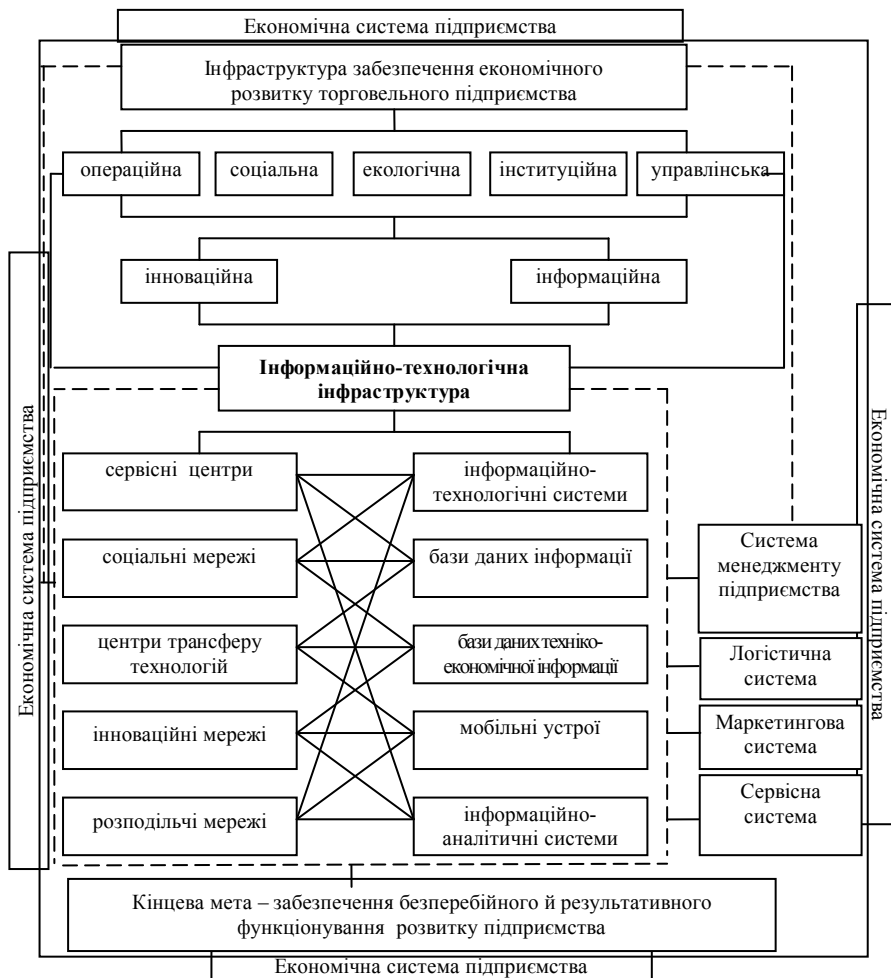 Економічна система підприємства
Інфраструктура забезпечення економічного
розвитку торговельного підприємства
операційна
соціальна
екологічна
інституційна
управлінська
інноваційна
інформаційна
Інформаційно-технологічна
інфраструктура
сервісні центри
інформаційно-
технологічні системи
соціальні мережі
бази даних інформації
центри трансферу
технологій
бази даних техніко-
економічної інформації
інноваційні мережі
мобільні устрої
розподільчі мережі
інформаційно-
аналітичні системи
Система
менеджменту
підприємства
Логістична
система
Маркетингова
система
Сервісна
система
Економічна система підприємства
Економічна система підприємства
Кінцева мета – забезпечення безперебійного й результативного
функціонування розвитку підприємства
Економічна система підприємства